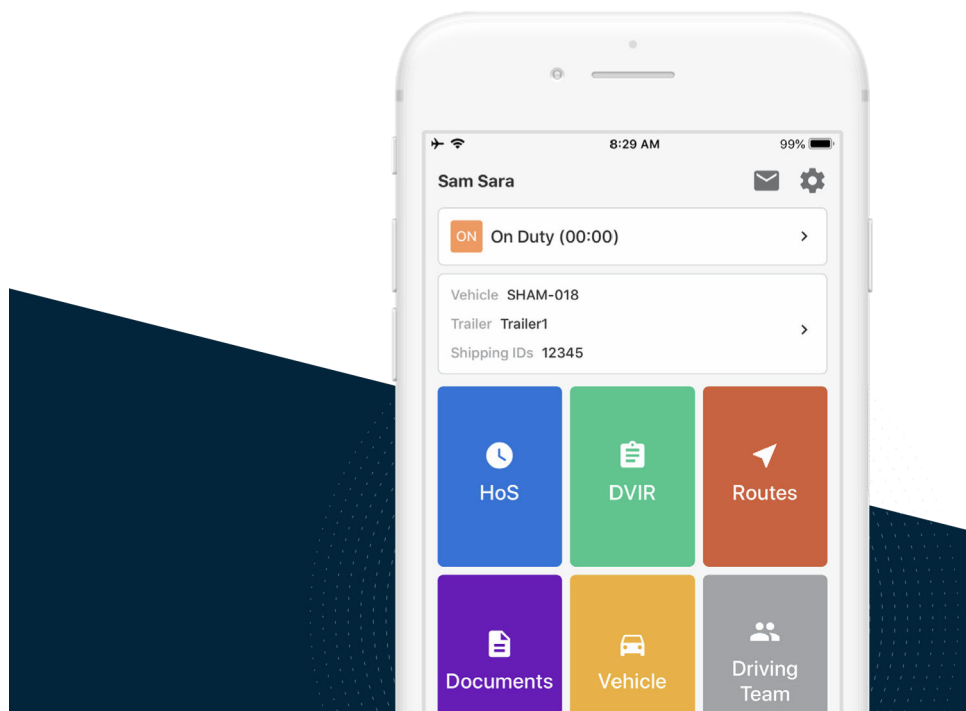 8:29 AM
99%
Sam Sara
ON On Duty (00:00)
Vehicle SHAM-018
Trailer Trailer1
Shipping IDs 12345
HoS DVIR Routes
Documents Vehicle Driving
Team